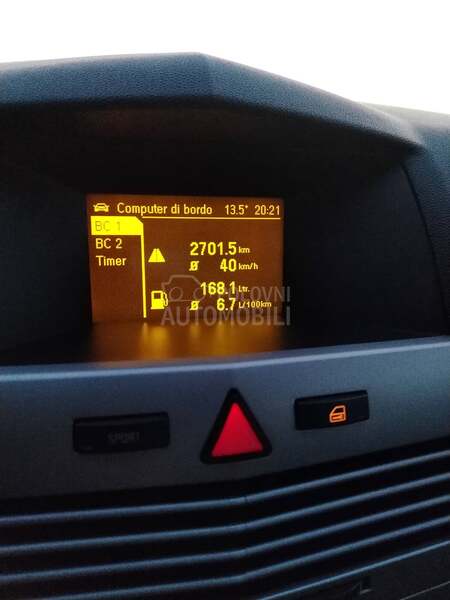 Computer di bordo 13.5° 20:21
BC 1
BC 2
Timer
2701.5 km
Ø 40 km/h
168.1 Ltr.
Ø 6.7 L/100km
POLOVNI
AUTOMOBILI
SPORT